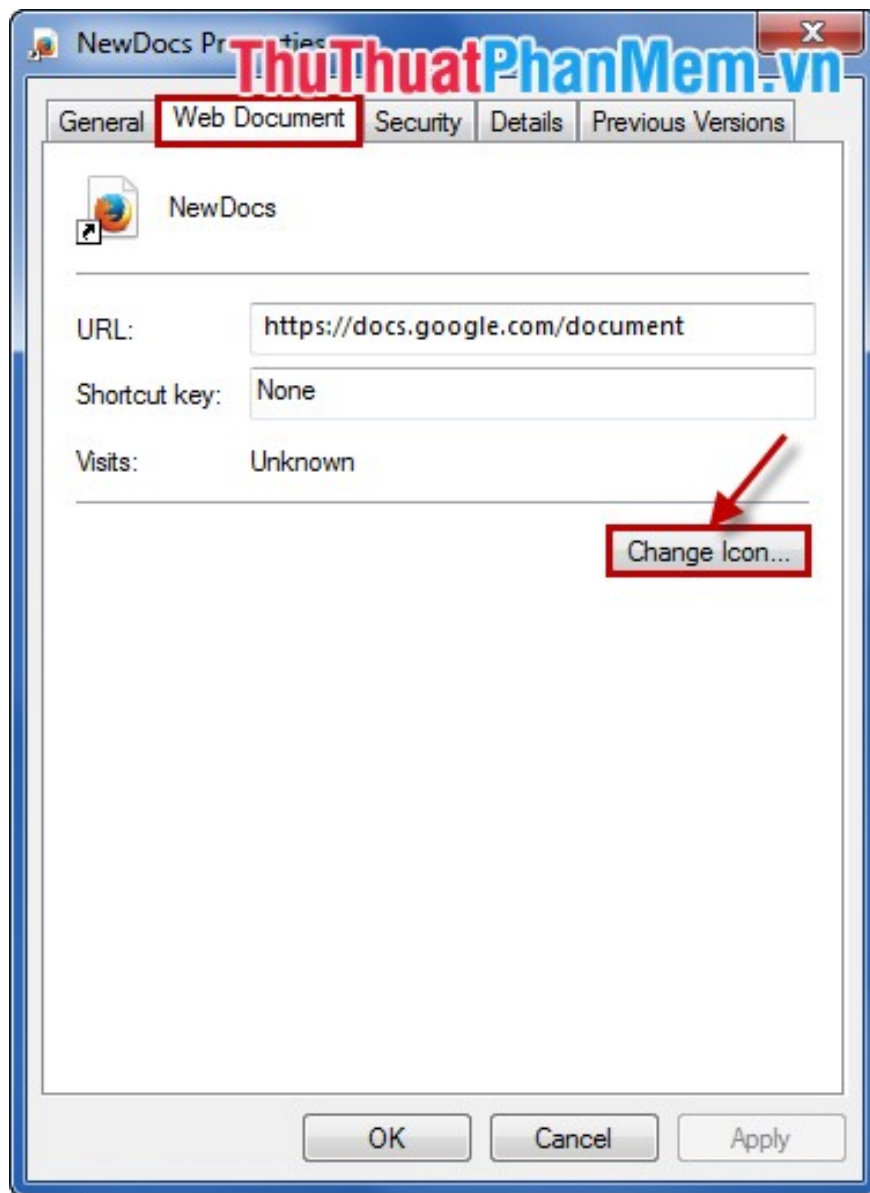 NewDocs Properties
ThuThuatPhanMem.vn
General Web Document Security Details Previous Versions
NewDocs
URL: https://docs.google.com/document
Shortcut key: None
Visits: Unknown
Change Icon...
OK Cancel Apply